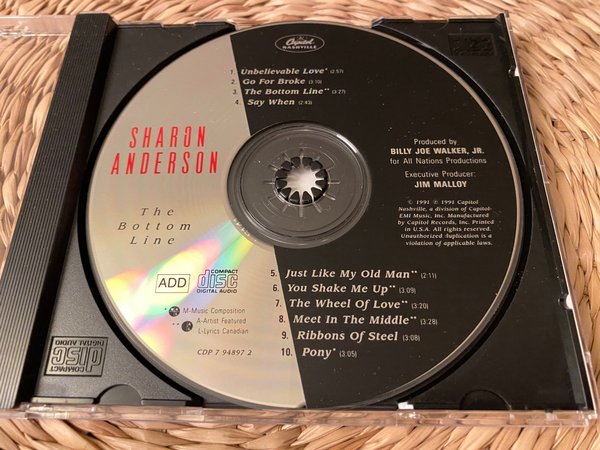 Capitol
NASHVILLE
1. Unbelievable Love* (2:57)
2. Go For Broke (3:10)
3. The Bottom Line** (3:27)
4. Say When (2:43)
SHARON
ANDERSON
The
Bottom
Line
Produced by
BILLY JOE WALKER, JR.
for All Nations Productions
Executive Producer:
JIM MALLOY
© 1991 ℗ 1991 Capitol
Nashville, a division of Capitol-
EMI Music, Inc. Manufactured
by Capitol Records, Inc. Printed
in U.S.A. All rights reserved.
Unauthorized duplication is a
violation of applicable laws.
ADD
COMPACT
disc
DIGITAL AUDIO
M-Music Composition
A-Artist Featured
L-Lyrics Canadian
CDP 7 94897 2
5. Just Like My Old Man** (2:11)
6. You Shake Me Up** (3:09)
7. The Wheel Of Love** (3:20)
8. Meet In The Middle** (3:28)
9. Ribbons Of Steel (3:08)
10. Pony* (3:05)
COMPACT
disc
DIGITAL AUDIO